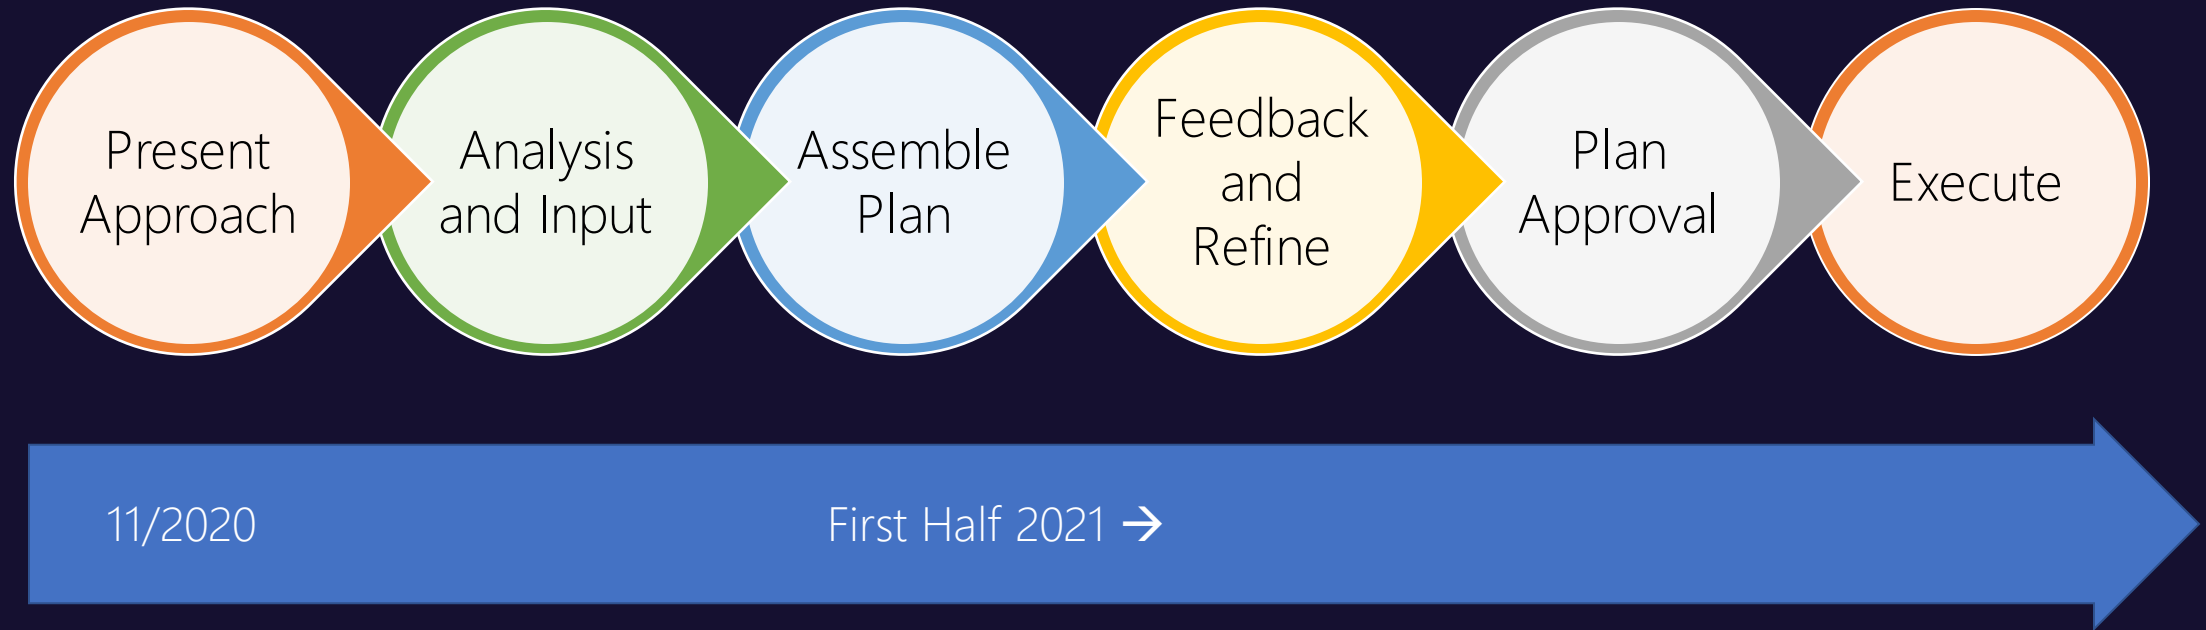 Present
Approach
Analysis
and Input
Assemble
Plan
Feedback
and
Refine
Plan
Approval
Execute
11/2020
First Half 2021 →